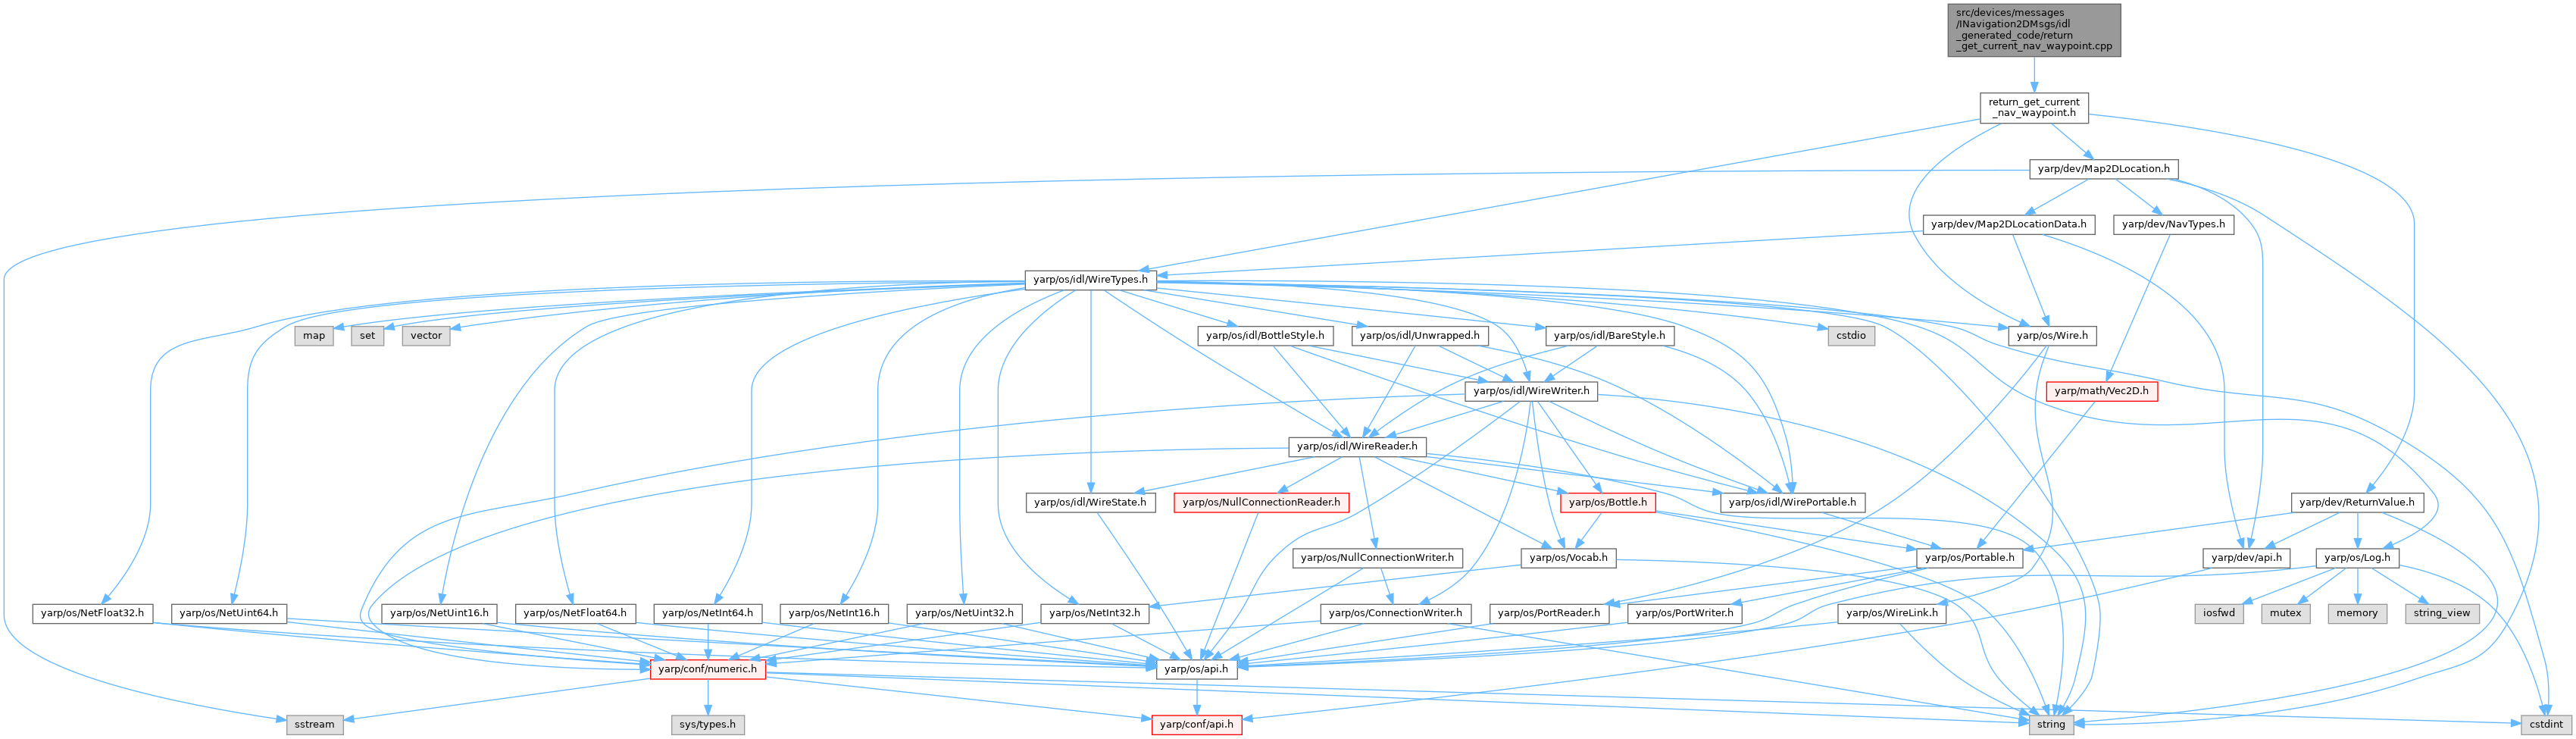 src/devices/messages
/INavigation2DMsgs/idl
_generated_code/return
_get_current_nav_waypoint.cpp
return_get_current
_nav_waypoint.h
yarp/dev/Map2DLocation.h
yarp/dev/Map2DLocationData.h
yarp/dev/NavTypes.h
yarp/os/idl/WireTypes.h
map
set
vector
yarp/os/idl/BottleStyle.h
yarp/os/idl/Unwrapped.h
yarp/os/idl/BareStyle.h
cstdio
yarp/os/Wire.h
yarp/os/idl/WireWriter.h
yarp/math/Vec2D.h
yarp/os/idl/WireReader.h
yarp/os/idl/WireState.h
yarp/os/NullConnectionReader.h
yarp/os/Bottle.h
yarp/os/idl/WirePortable.h
yarp/dev/ReturnValue.h
yarp/os/NullConnectionWriter.h
yarp/os/Vocab.h
yarp/os/Portable.h
yarp/dev/api.h
yarp/os/Log.h
yarp/os/NetFloat32.h
yarp/os/NetUint64.h
yarp/os/NetUint16.h
yarp/os/NetFloat64.h
yarp/os/NetInt64.h
yarp/os/NetInt16.h
yarp/os/NetUint32.h
yarp/os/NetInt32.h
yarp/os/ConnectionWriter.h
yarp/os/PortReader.h
yarp/os/PortWriter.h
yarp/os/WireLink.h
iosfwd
mutex
memory
string_view
yarp/conf/numeric.h
yarp/os/api.h
sstream
sys/types.h
yarp/conf/api.h
string
cstdint